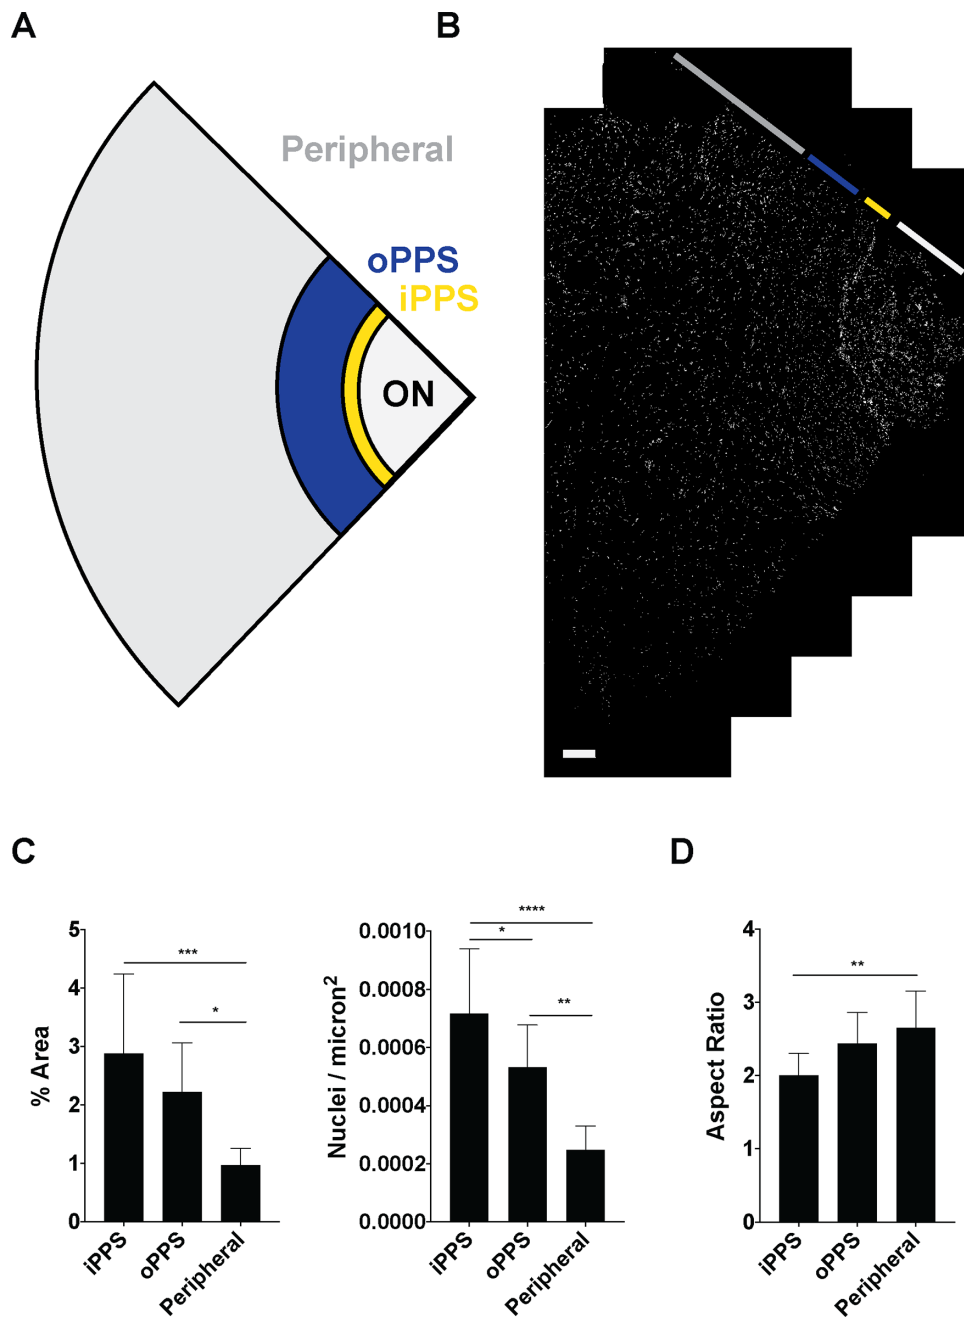 A
B
Peripheral
oPPS
iPPS
ON
C
D
% Area
5
4
3
2
1
0
***
*
iPPS
oPPS
Peripheral
Nuclei / micron2
0.0010
0.0008
0.0006
0.0004
0.0002
0.0000
****
*
**
iPPS
oPPS
Peripheral
Aspect Ratio
4
3
2
1
0
**
iPPS
oPPS
Peripheral